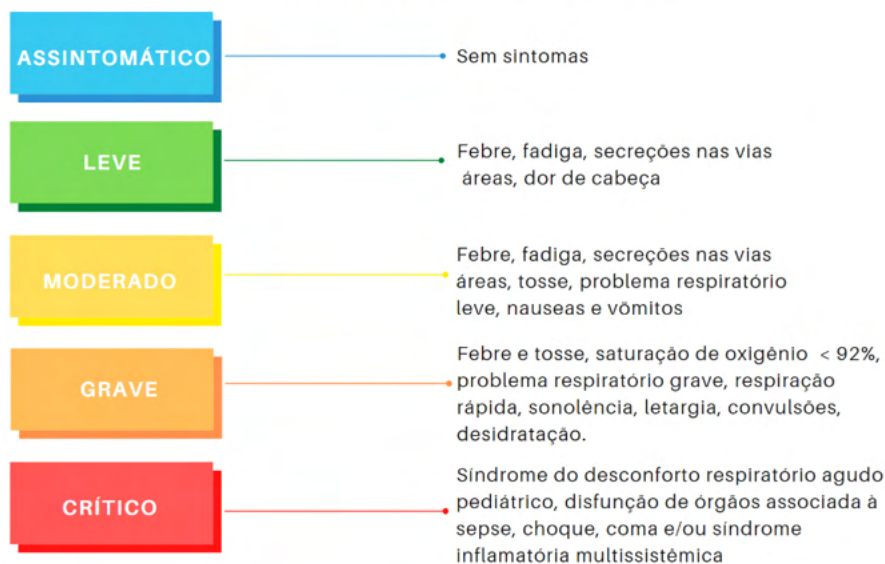 ASSINTOMÁTICO
Sem sintomas
LEVE
Febre, fadiga, secreções nas vias
áreas, dor de cabeça
MODERADO
Febre, fadiga, secreções nas vias
áreas, tosse, problema respiratório
leve, nauseas e vômitos
GRAVE
Febre e tosse, saturação de oxigênio < 92%,
problema respiratório grave, respiração
rápida, sonolência, letargia, convulsões,
desidratação.
CRÍTICO
Síndrome do desconforto respiratório agudo
pediátrico, disfunção de órgãos associada à
sepse, choque, coma e/ou síndrome
inflamatória multissistêmica